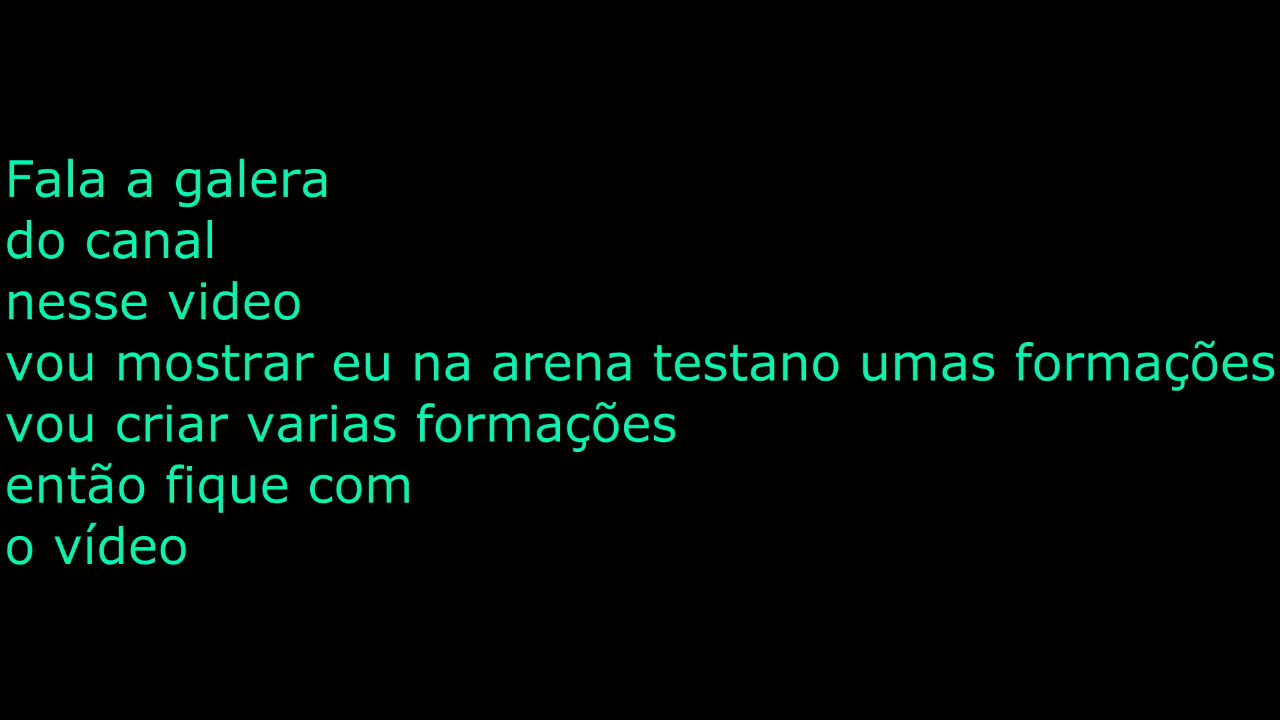 Fala a galera
do canal
nesse video
vou mostrar eu na arena testano umas formações
vou criar varias formações
então fique com
o vídeo